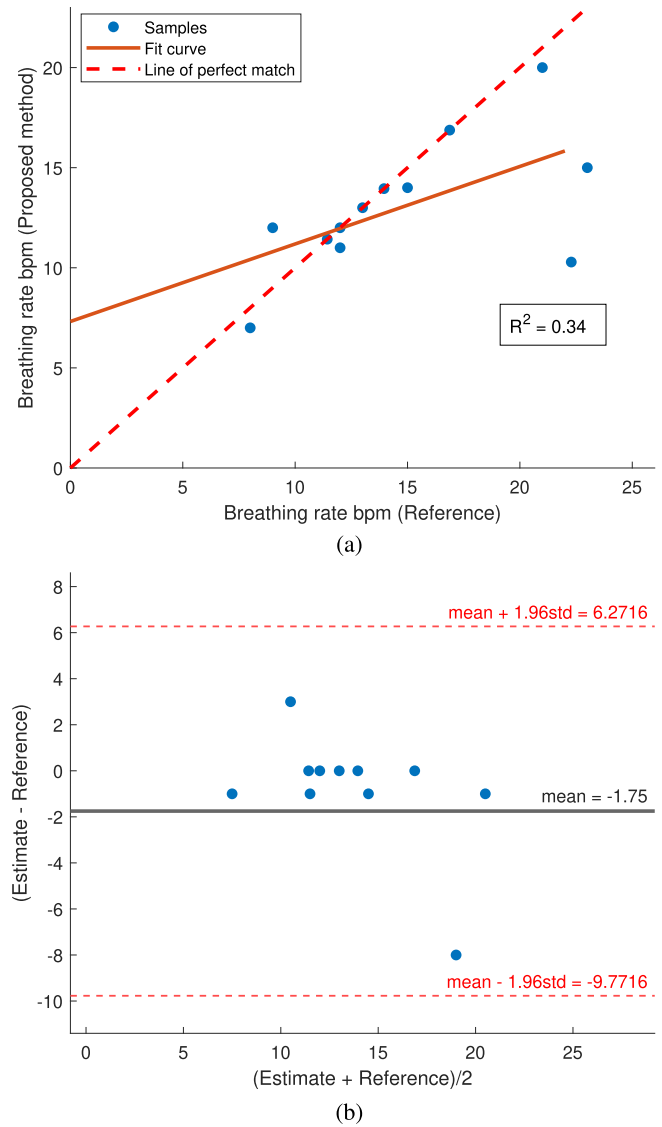 Samples
Fit curve
Line of perfect match
20
15
10
5
0
Breathing rate bpm (Proposed method)
R2 = 0.34
0 5 10 15 20 25
Breathing rate bpm (Reference)
(a)
8
6
4
2
0
-2
-4
-6
-8
-10
(Estimate - Reference)
mean + 1.96std = 6.2716
mean = -1.75
mean - 1.96std = -9.7716
0 5 10 15 20 25
(Estimate + Reference)/2
(b)